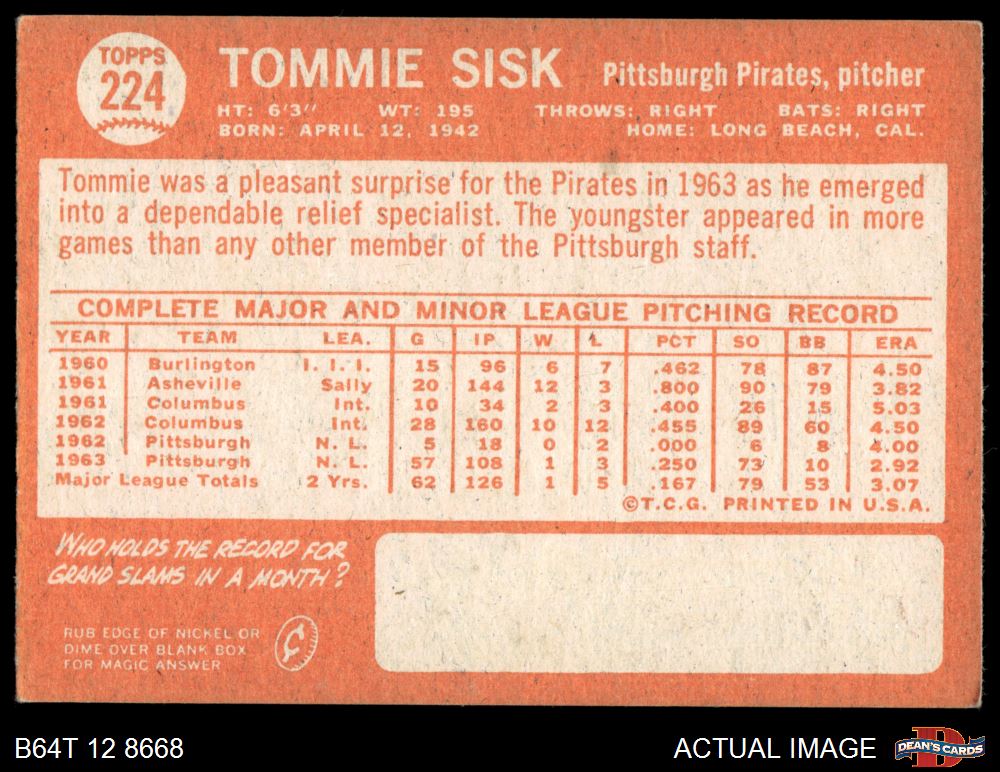 TOPPS
224
TOMMIE SISK Pittsburgh Pirates, pitcher
HT: 6'3" WT: 195 THROWS: RIGHT BATS: RIGHT
BORN: APRIL 12, 1942 HOME: LONG BEACH, CAL.
Tommie was a pleasant surprise for the Pirates in 1963 as he emerged
into a dependable relief specialist. The youngster appeared in more
games than any other member of the Pittsburgh staff.
COMPLETE MAJOR AND MINOR LEAGUE PITCHING RECORD
YEAR TEAM LEA. G IP W L PCT SO BB ERA
1960 Burlington I. I. I. 15 96 6 7 .462 78 87 4.50
1961 Asheville Sally 20 144 12 3 .800 90 79 3.82
1961 Columbus Int. 10 34 2 3 .400 26 15 5.03
1962 Columbus Int. 28 160 10 12 .455 89 60 4.50
1962 Pittsburgh N. L. 5 18 0 2 .000 6 8 4.00
1963 Pittsburgh N. L. 57 108 1 3 .250 73 10 2.92
Major League Totals 2 Yrs. 62 126 1 5 .167 79 53 3.07
©T.C.G. PRINTED IN U.S.A.
WHO HOLDS THE RECORD FOR
GRAND SLAMS IN A MONTH?
RUB EDGE OF NICKEL OR
DIME OVER BLANK BOX
FOR MAGIC ANSWER
B64T 12 8668 ACTUAL IMAGE DEAN'S CARDS